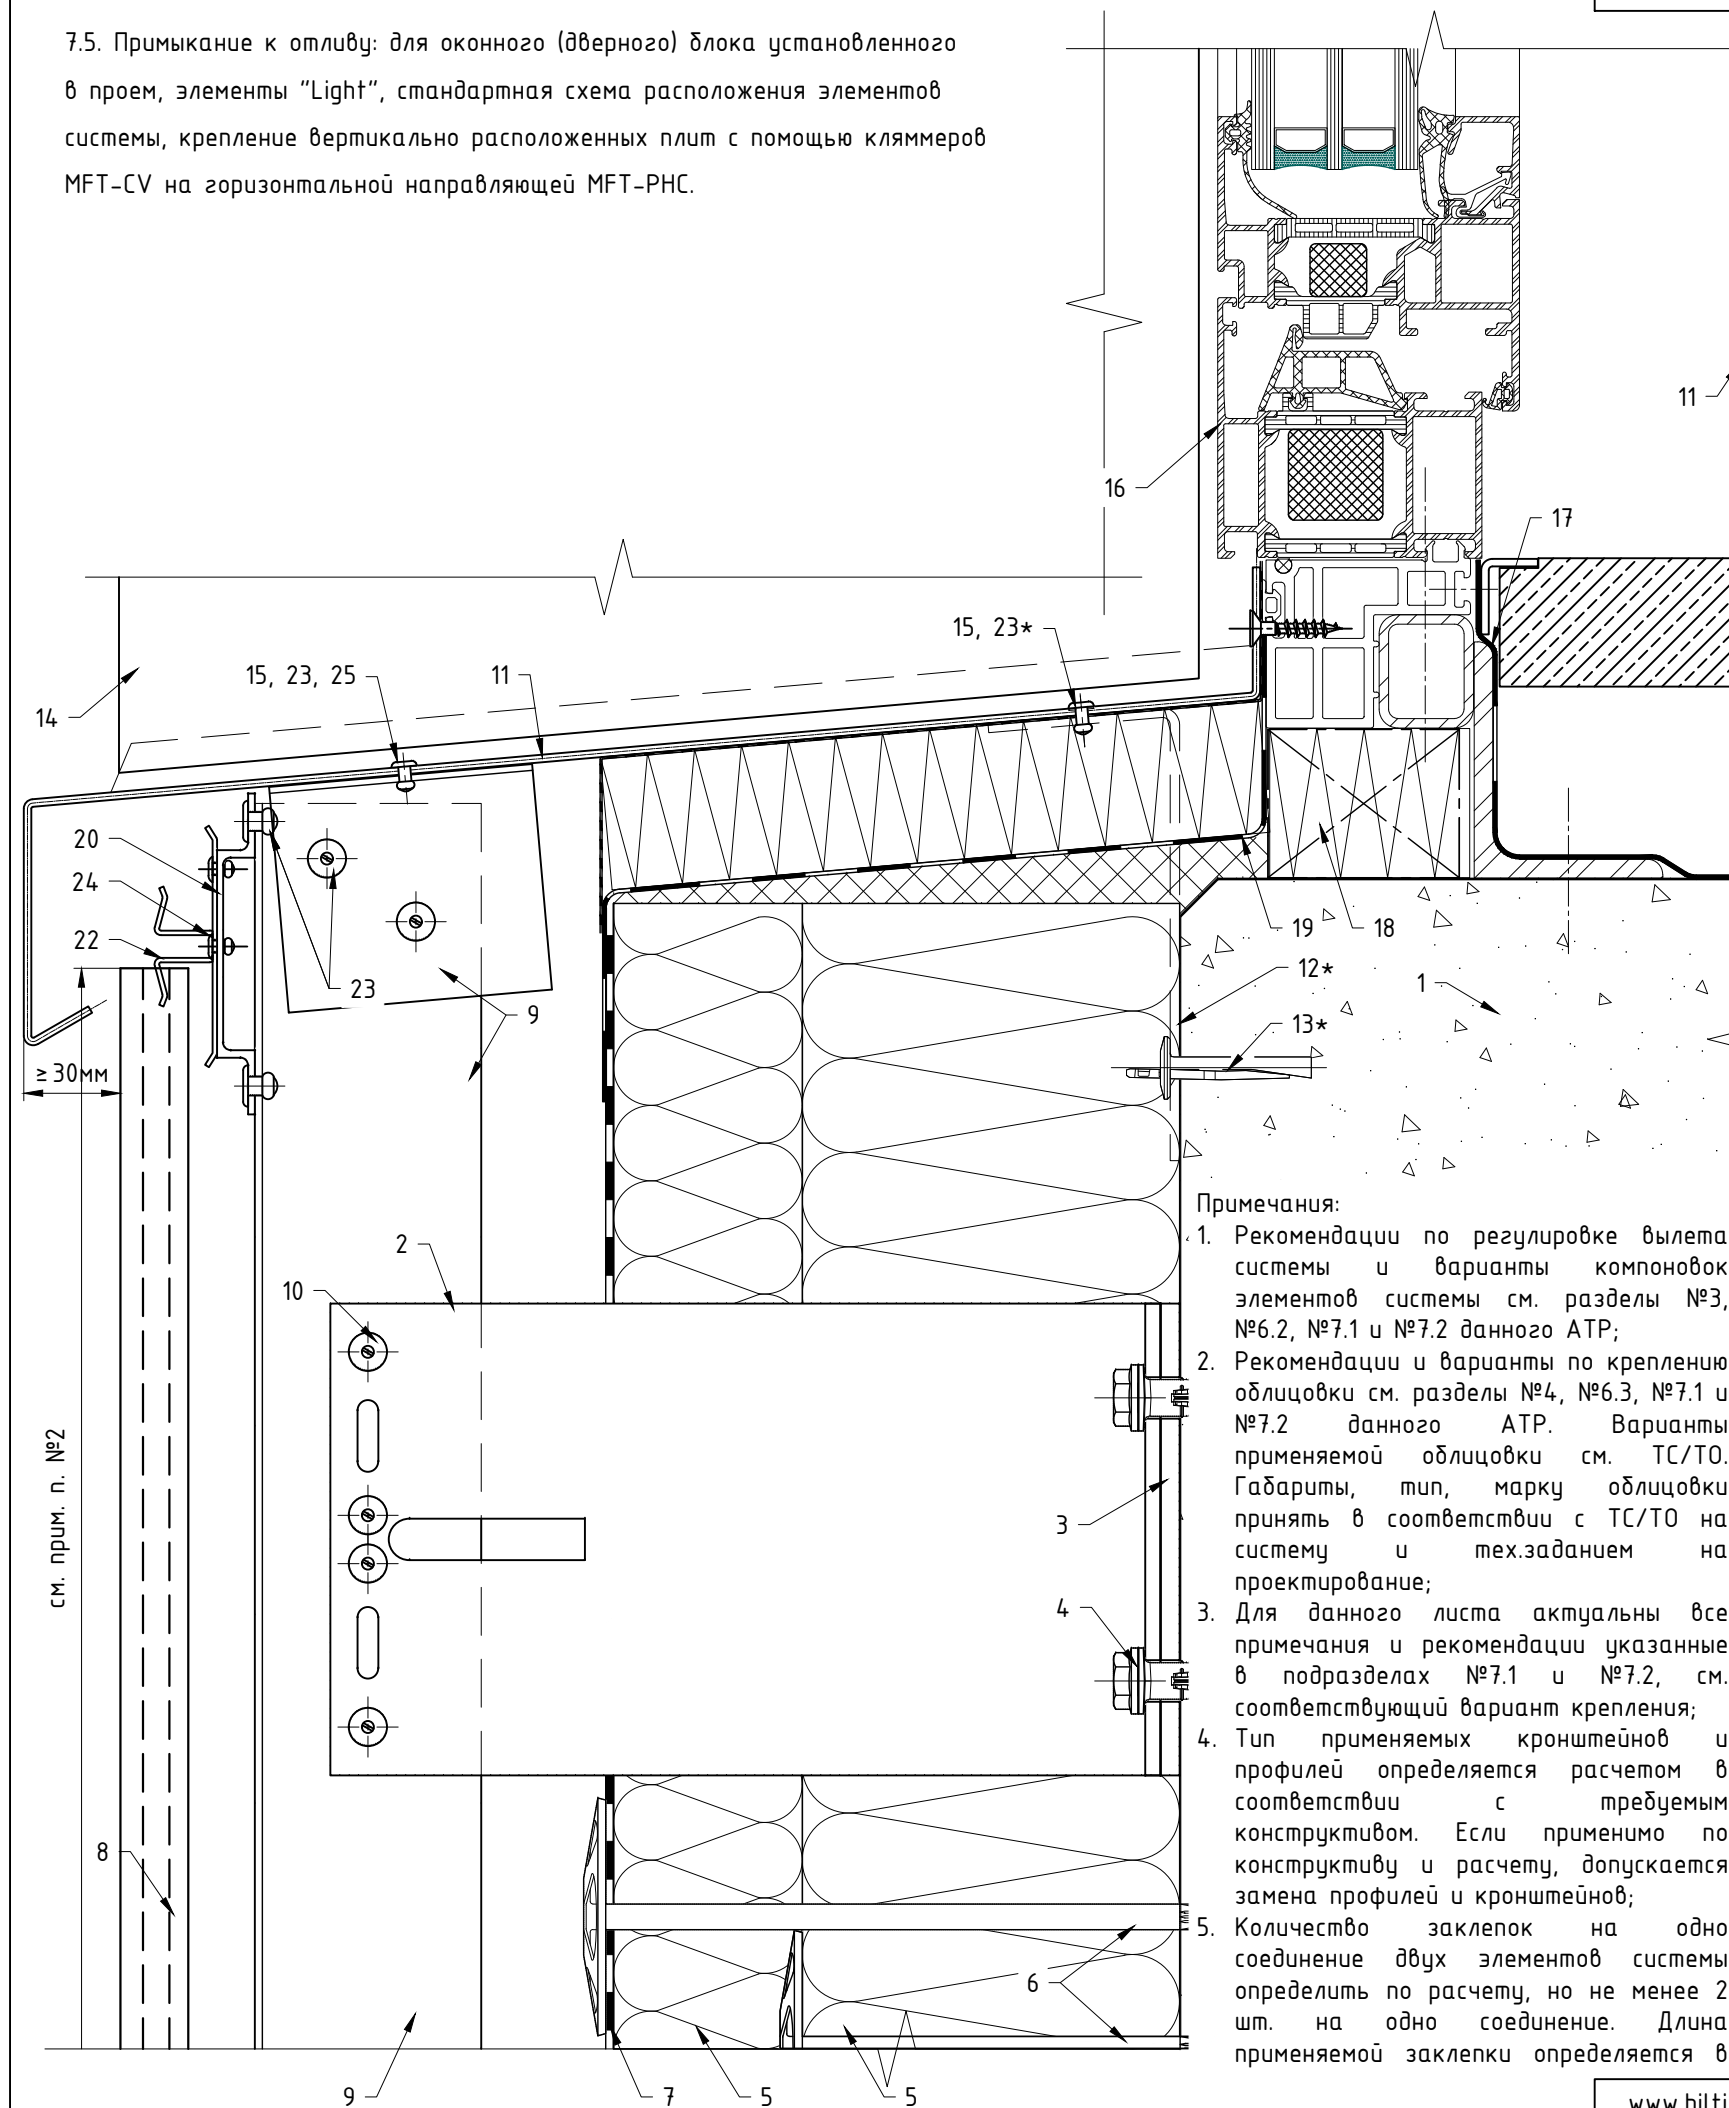 7.5. Примыкание к отливу: для оконного (дверного) блока установленного
в проем, элементы "Light", стандартная схема расположения элементов
системы, крепление вертикально расположенных плит с помощью кляммеров
MFT-CV на горизонтальной направляющей MFT-PHC.
11
16
17
15, 23*
15, 23, 25
11
14
20
24
22
23
9
19
18
12*
1
13*
≥ 30мм
Примечания:
1. Рекомендации по регулировке вылета
системы и варианты компоновок
элементов системы см. разделы №3,
№6.2, №7.1 и №7.2 данного АТР;
2. Рекомендации и варианты по креплению
облицовки см. разделы №4, №6.3, №7.1 и
№7.2 данного АТР. Варианты
применяемой облицовки см. ТС/ТО.
Габариты, тип, марку облицовки
принять в соответствии с ТС/ТО на
систему и тех.заданием на
проектирование;
3. Для данного листа актуальны все
примечания и рекомендации указанные
в подразделах №7.1 и №7.2, см.
соответствующий вариант крепления;
4. Тип применяемых кронштейнов и
профилей определяется расчетом в
соответствии с требуемым
конструктивом. Если применимо по
конструктиву и расчету, допускается
замена профилей и кронштейнов;
5. Количество заклепок на одно
соединение двух элементов системы
определить по расчету, но не менее 2
шт. на одно соединение. Длина
применяемой заклепки определяется в
2
10
см. прим. п. №2
3
4
8
6
9
7
5
5
www.hilti